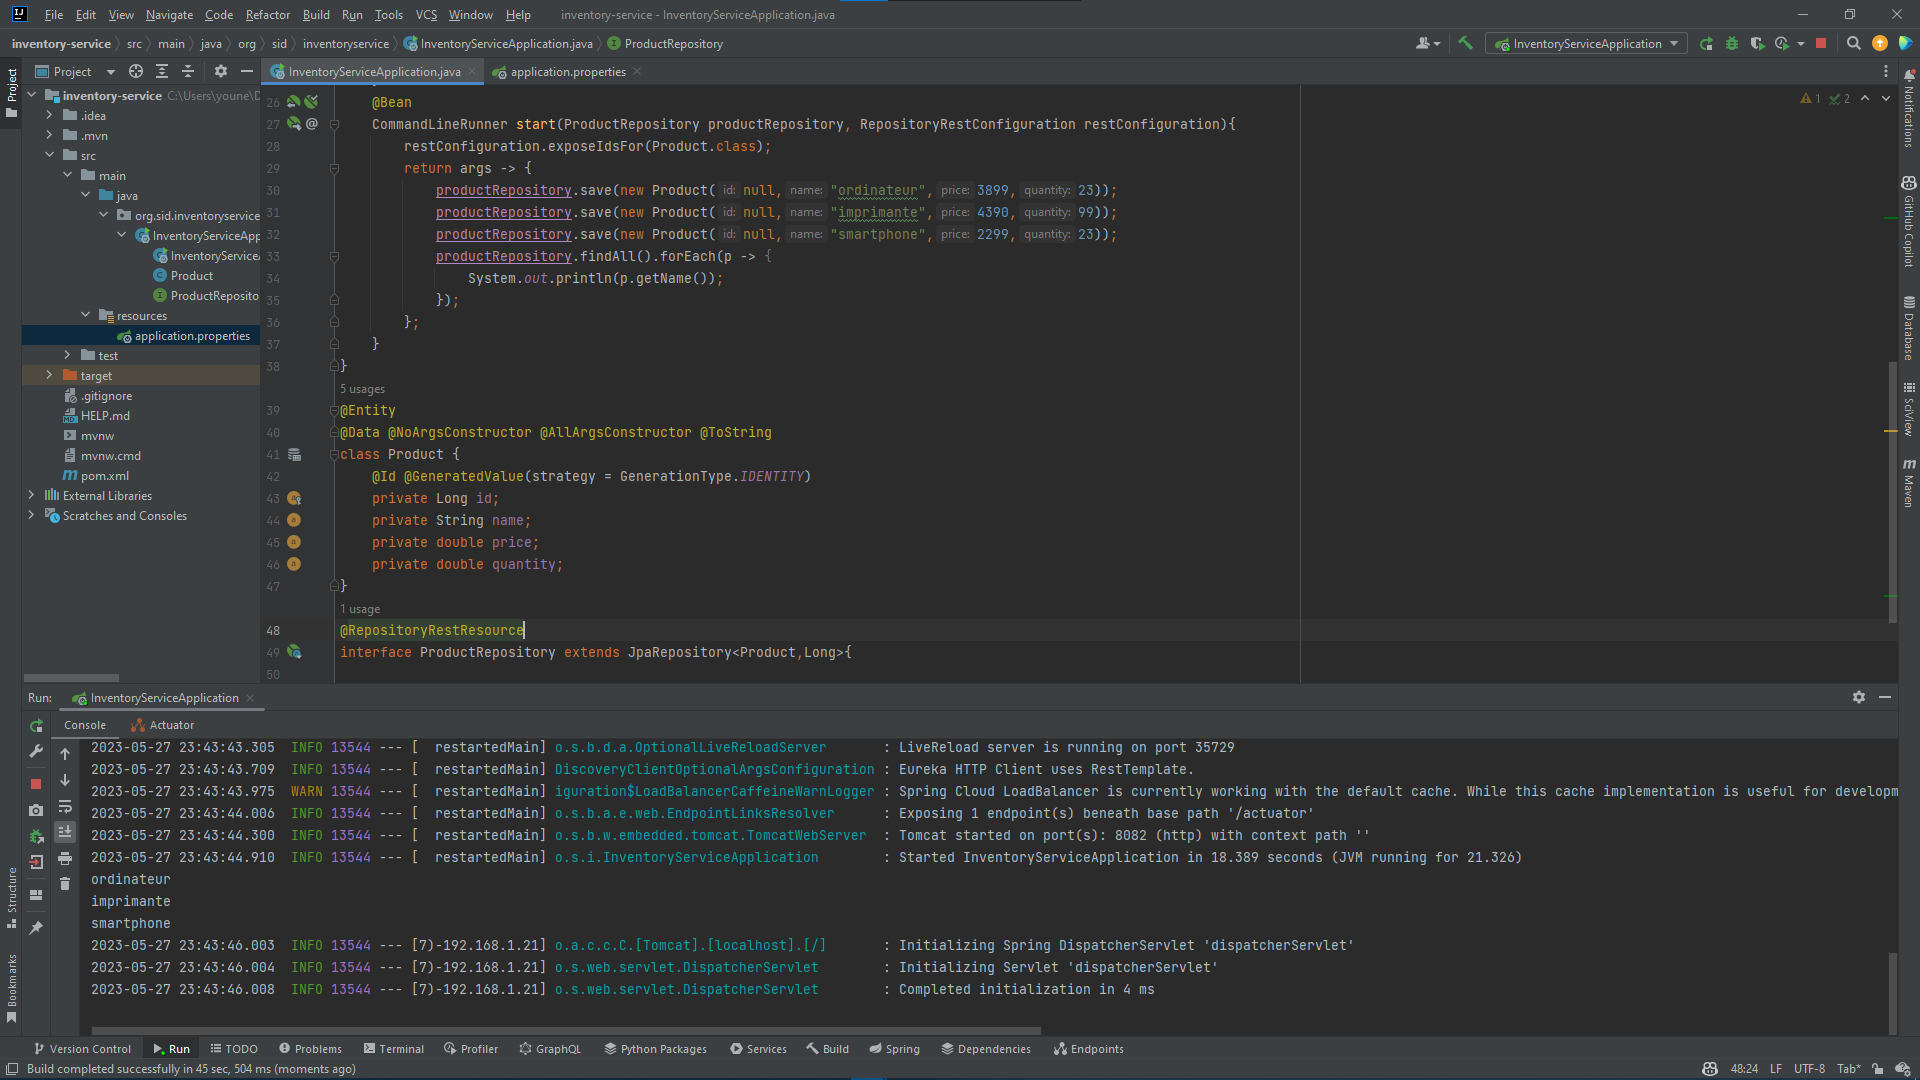 File Edit View Navigate Code Refactor Build Run Tools VCS Window Help inventory-service - InventoryServiceApplication.java
inventory-service src main java org sid inventoryservice InventoryServiceApplication.java ProductRepository InventoryServiceApplication
Project
InventoryServiceApplication.java application.properties
Project
inventory-service C:\Users\youne\D
.idea
.mvn
src
main
java
org.sid.inventoryservice
InventoryServiceApp
InventoryServiceA
Product
ProductReposito
resources
application.properties
test
target
.gitignore
HELP.md
mvnw
mvnw.cmd
pom.xml
External Libraries
Scratches and Consoles
1 2
26 @Bean
27 CommandLineRunner start(ProductRepository productRepository, RepositoryRestConfiguration restConfiguration){
28 restConfiguration.exposeIdsFor(Product.class);
29 return args -> {
30 productRepository.save(new Product( id: null, name: "ordinateur", price: 3899, quantity: 23));
31 productRepository.save(new Product( id: null, name: "imprimante", price: 4390, quantity: 99));
32 productRepository.save(new Product( id: null, name: "smartphone", price: 2299, quantity: 23));
33 productRepository.findAll().forEach(p -> {
34 System.out.println(p.getName());
35 });
36 };
37 }
38 }
5 usages
39 @Entity
40 @Data @NoArgsConstructor @AllArgsConstructor @ToString
41 class Product {
42 @Id @GeneratedValue(strategy = GenerationType.IDENTITY)
43 private Long id;
44 private String name;
45 private double price;
46 private double quantity;
47 }
1 usage
48 @RepositoryRestResource
49 interface ProductRepository extends JpaRepository<Product,Long>{
50
Notifications
GitHub Copilot
Database
SciView
Maven
Run: InventoryServiceApplication
Console Actuator
2023-05-27 23:43:43.305 INFO 13544 --- [ restartedMain] o.s.b.d.a.OptionalLiveReloadServer : LiveReload server is running on port 35729
2023-05-27 23:43:43.709 INFO 13544 --- [ restartedMain] DiscoveryClientOptionalArgsConfiguration : Eureka HTTP Client uses RestTemplate.
2023-05-27 23:43:43.975 WARN 13544 --- [ restartedMain] iguration$LoadBalancerCaffeineWarnLogger : Spring Cloud LoadBalancer is currently working with the default cache. While this cache implementation is useful for developm
2023-05-27 23:43:44.006 INFO 13544 --- [ restartedMain] o.s.b.a.e.web.EndpointLinksResolver : Exposing 1 endpoint(s) beneath base path '/actuator'
2023-05-27 23:43:44.300 INFO 13544 --- [ restartedMain] o.s.b.w.embedded.tomcat.TomcatWebServer : Tomcat started on port(s): 8082 (http) with context path ''
2023-05-27 23:43:44.910 INFO 13544 --- [ restartedMain] o.s.i.InventoryServiceApplication : Started InventoryServiceApplication in 18.389 seconds (JVM running for 21.326)
ordinateur
imprimante
smartphone
2023-05-27 23:43:46.003 INFO 13544 --- [7)-192.168.1.21] o.a.c.c.C.[Tomcat].[localhost].[/] : Initializing Spring DispatcherServlet 'dispatcherServlet'
2023-05-27 23:43:46.004 INFO 13544 --- [7)-192.168.1.21] o.s.web.servlet.DispatcherServlet : Initializing Servlet 'dispatcherServlet'
2023-05-27 23:43:46.008 INFO 13544 --- [7)-192.168.1.21] o.s.web.servlet.DispatcherServlet : Completed initialization in 4 ms
Structure
Bookmarks
Version Control Run TODO Problems Terminal Profiler GraphQL Python Packages Services Build Spring Dependencies Endpoints
Build completed successfully in 45 sec, 504 ms (moments ago) 48:24 LF UTF-8 Tab*